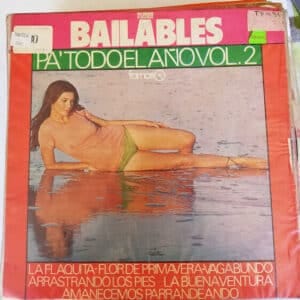 BAILABLES
PA' TODO EL AÑO VOL. 2
famoso
LA FLAQUITA·FLOR DE PRIMAVERA·VAGABUNDO
ARRASTRANDO LOS PIES·LA BUENAVENTURA
AMANECEMOS PARRANDEANDO